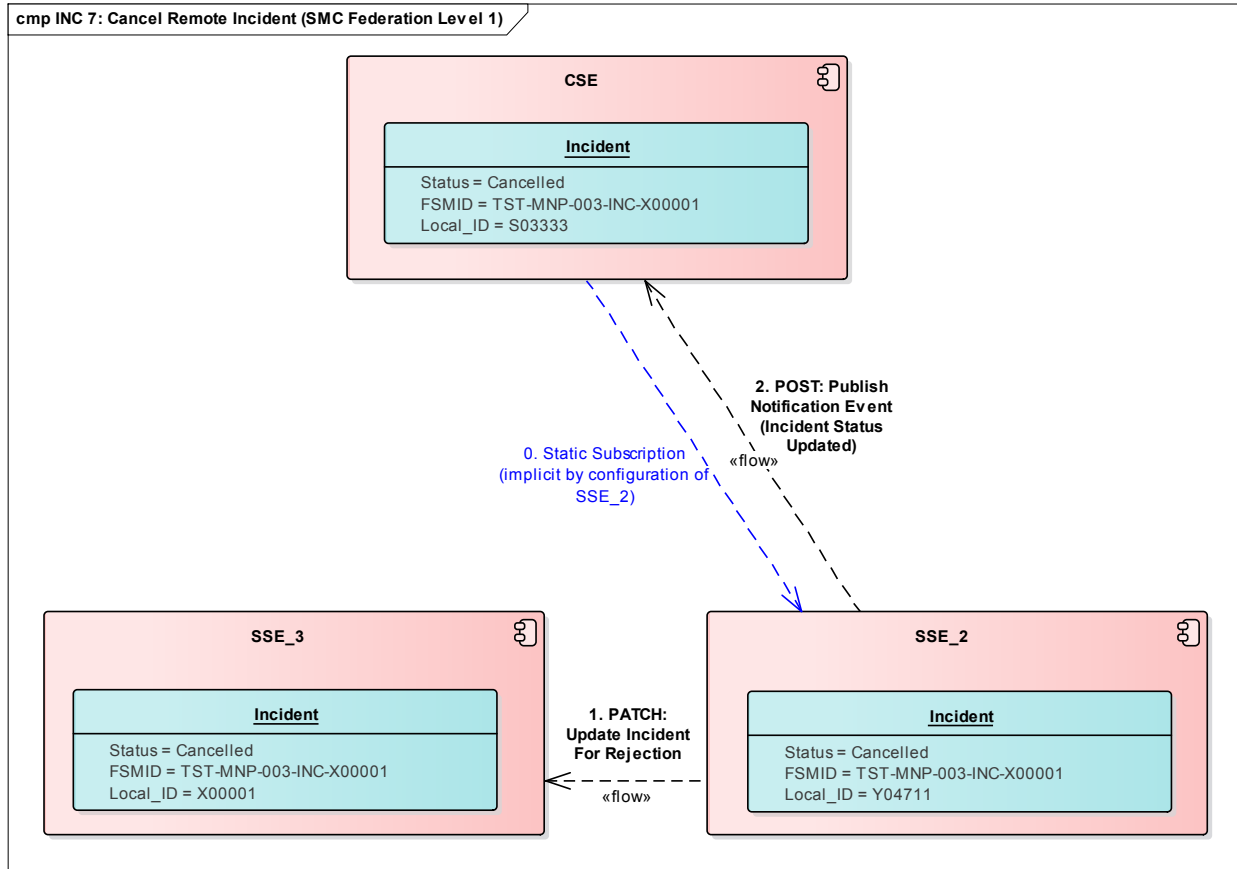 cmp INC 7: Cancel Remote Incident (SMC Federation Level 1)
CSE
Incident
Status = Cancelled
FSMID = TST-MNP-003-INC-X00001
Local_ID = S03333
2. POST: Publish
Notification Event
(Incident Status
Updated)
«flow»
0. Static Subscription
(implicit by configuration of
SSE_2)
SSE_3
Incident
Status = Cancelled
FSMID = TST-MNP-003-INC-X00001
Local_ID = X00001
1. PATCH:
Update Incident
For Rejection
«flow»
SSE_2
Incident
Status = Cancelled
FSMID = TST-MNP-003-INC-X00001
Local_ID = Y04711